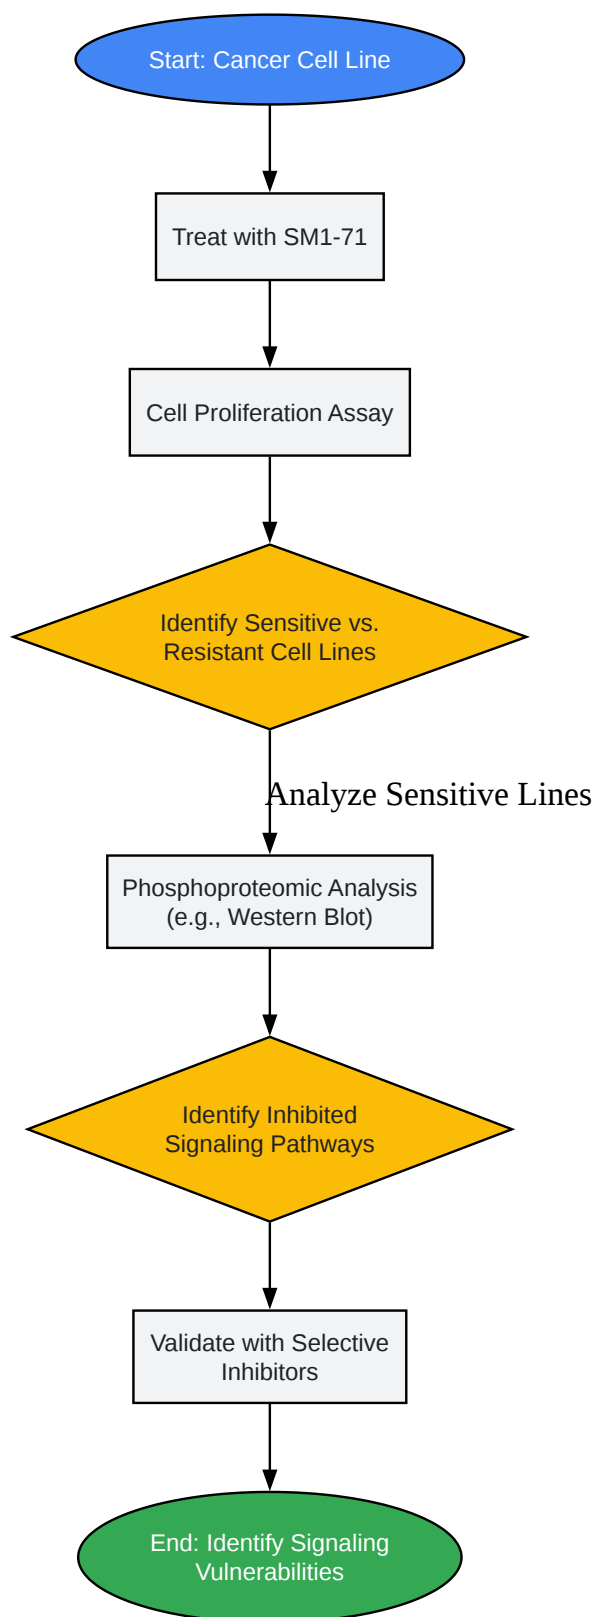 Start: Cancer Cell Line
Treat with SM1-71
Cell Proliferation Assay
Identify Sensitive vs.
Resistant Cell Lines
Analyze Sensitive Lines
Phosphoproteomic Analysis
(e.g., Western Blot)
Identify Inhibited
Signaling Pathways
Validate with Selective
Inhibitors
End: Identify Signaling
Vulnerabilities